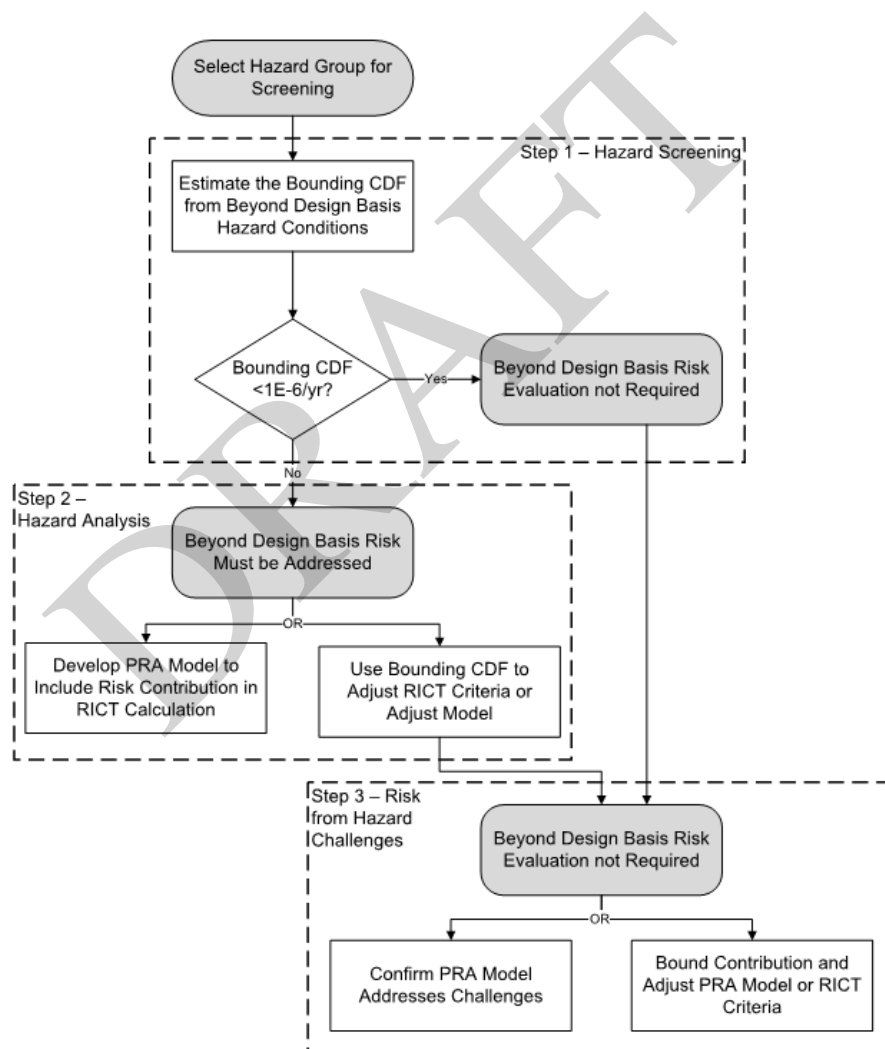 Select Hazard Group for
Screening
Step 1 – Hazard Screening
Estimate the Bounding CDF
from Beyond Design Basis
Hazard Conditions
Bounding CDF
<1E-6/yr?
Yes
Beyond Design Basis Risk
Evaluation not Required
No
Step 2 –
Hazard Analysis
Beyond Design Basis Risk
Must be Addressed
OR
Develop PRA Model to
Include Risk Contribution in
RICT Calculation
Use Bounding CDF to
Adjust RICT Criteria or
Adjust Model
Step 3 – Risk
from Hazard
Challenges
Beyond Design Basis Risk
Evaluation not Required
OR
Confirm PRA Model
Addresses Challenges
Bound Contribution and
Adjust PRA Model or RICT
Criteria
DRAFT